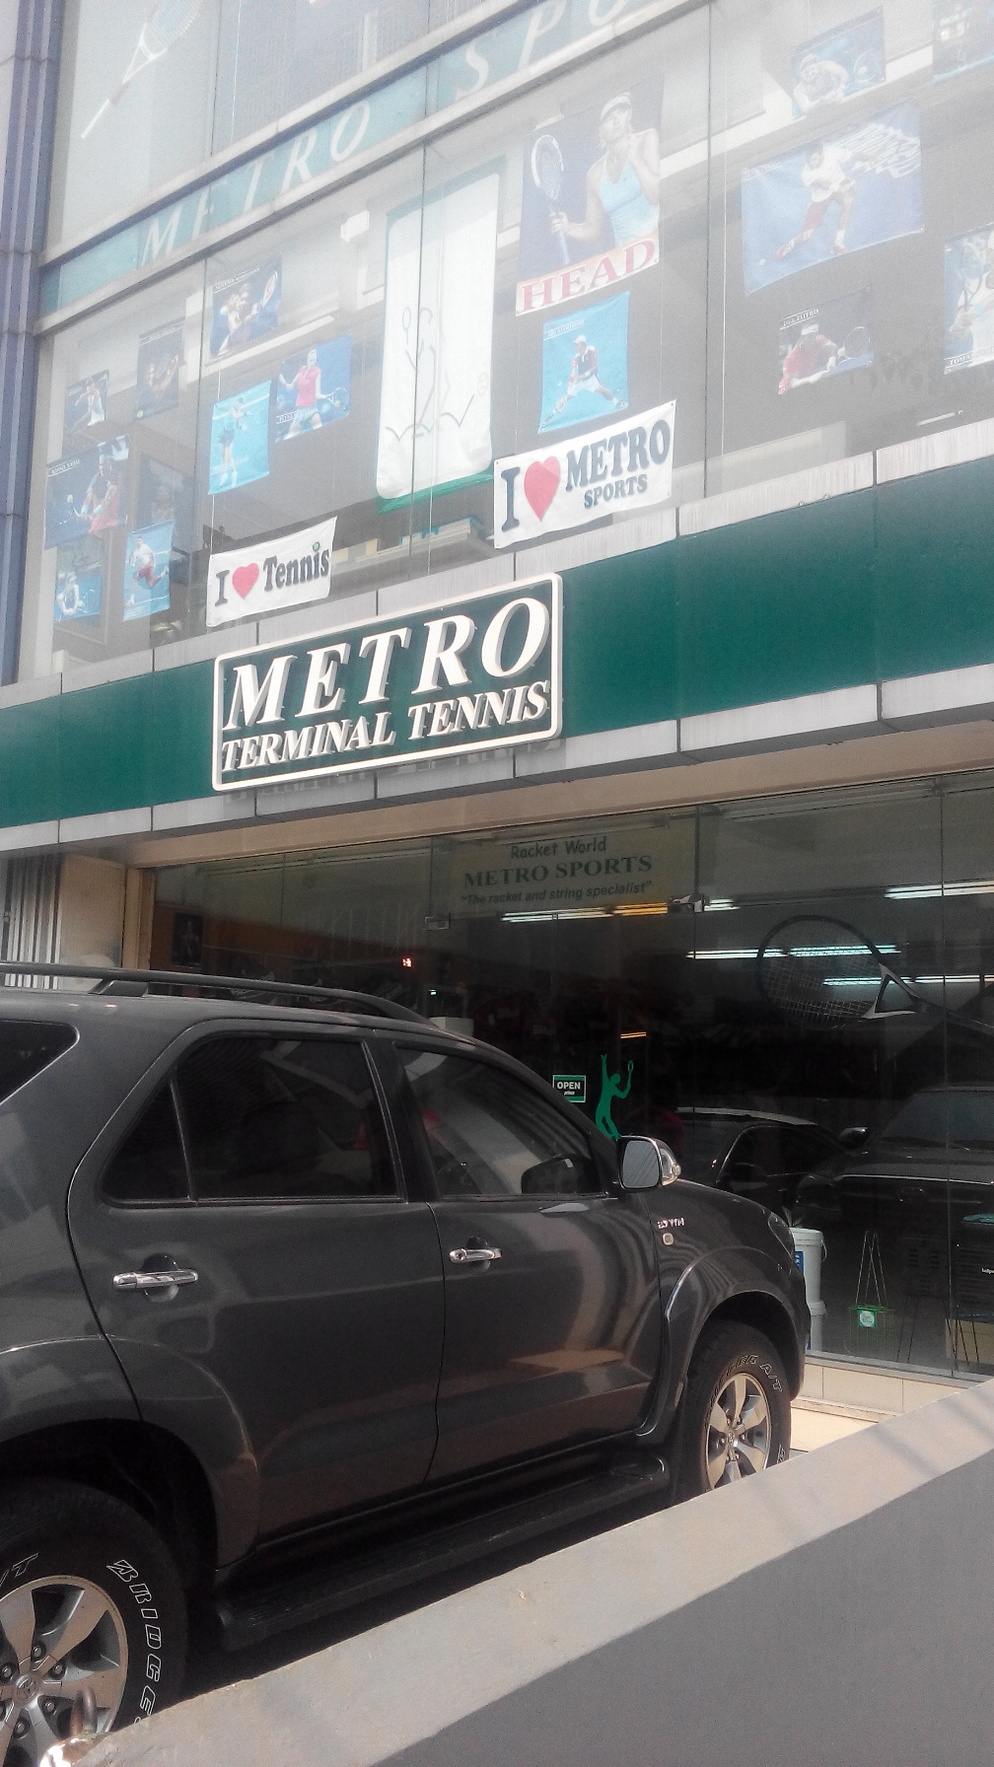 METRO SPO
HEAD
I ❤ METRO
SPORTS
I ❤ Tennis
METRO
TERMINAL TENNIS
Racket World
METRO SPORTS
"The racket and string specialist"
OPEN
BRIDGE